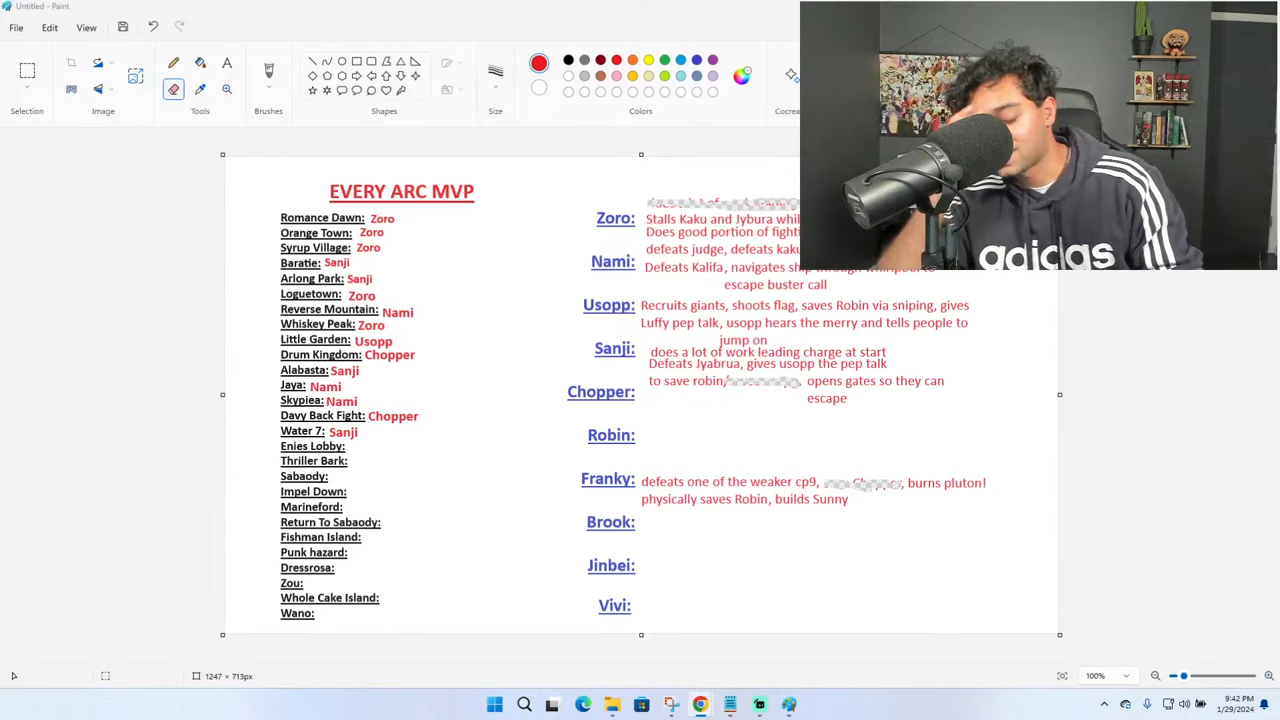 Untitled - Paint
File Edit View
Selection Image Tools Brushes Shapes Size Colors Cocrea
adidas
EVERY ARC MVP
Romance Dawn: Zoro
Orange Town: Zoro
Syrup Village: Zoro
Baratie: Sanji
Arlong Park: Sanji
Loguetown: Zoro
Reverse Mountain: Nami
Whiskey Peak: Zoro
Little Garden: Usopp
Drum Kingdom: Chopper
Alabasta: Sanji
Jaya: Nami
Skypiea: Nami
Davy Back Fight: Chopper
Water 7: Sanji
Enies Lobby:
Thriller Bark:
Sabaody:
Impel Down:
Marineford:
Return To Sabaody:
Fishman Island:
Punk hazard:
Dressrosa:
Zou:
Whole Cake Island:
Wano:
Zoro: Stalls Kaku and Jybura whil
Does good portion of fighti
defeats judge, defeats kaku
Nami: Defeats Kalifa, navigates ship through whirlpool to
escape buster call
Usopp: Recruits giants, shoots flag, saves Robin via sniping, gives
Luffy pep talk, usopp hears the merry and tells people to
jump on
Sanji: does a lot of work leading charge at start
Defeats Jyabrua, gives usopp the pep talk
to save robin, opens gates so they can
escape
Chopper:
Robin:
Franky: defeats one of the weaker cp9, , burns pluton!
physically saves Robin, builds Sunny
Brook:
Jinbei:
Vivi:
1247 × 713px
100%
9:42 PM
1/29/2024